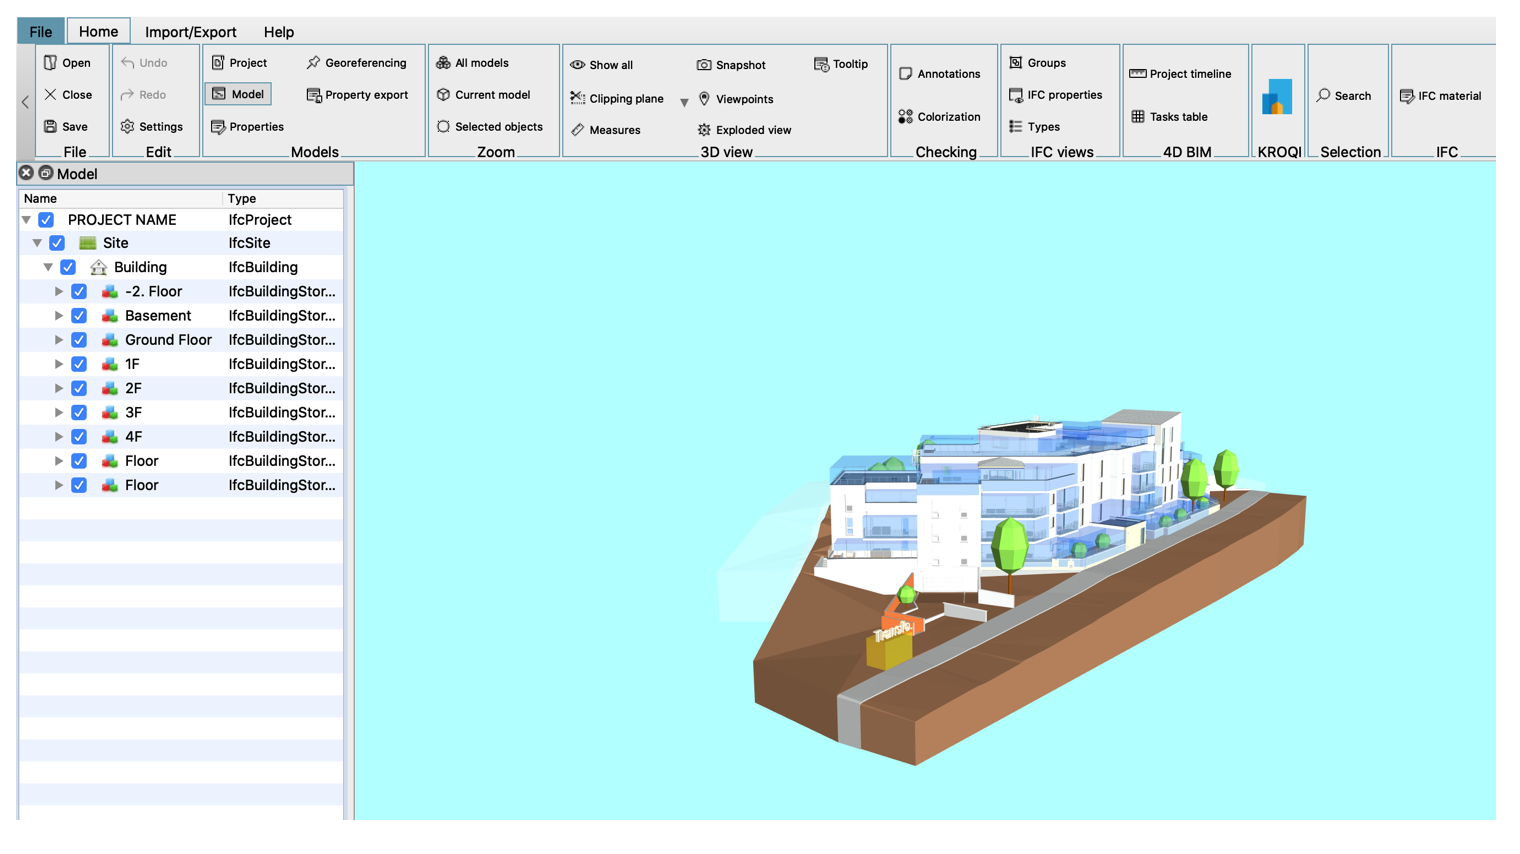 File Home Import/Export Help
Open Undo Project Georeferencing All models Show all Snapshot Tooltip Annotations Groups Project timeline Search IFC material
Close Redo Model Property export Current model Clipping plane Viewpoints Colorization IFC properties Tasks table
Save Settings Properties Selected objects Measures Exploded view Types
File Edit Models Zoom 3D view Checking IFC views 4D BIM KROQI Selection IFC
Model
Name Type
PROJECT NAME IfcProject
Site IfcSite
Building IfcBuilding
-2. Floor IfcBuildingStor...
Basement IfcBuildingStor...
Ground Floor IfcBuildingStor...
1F IfcBuildingStor...
2F IfcBuildingStor...
3F IfcBuildingStor...
4F IfcBuildingStor...
Floor IfcBuildingStor...
Floor IfcBuildingStor...